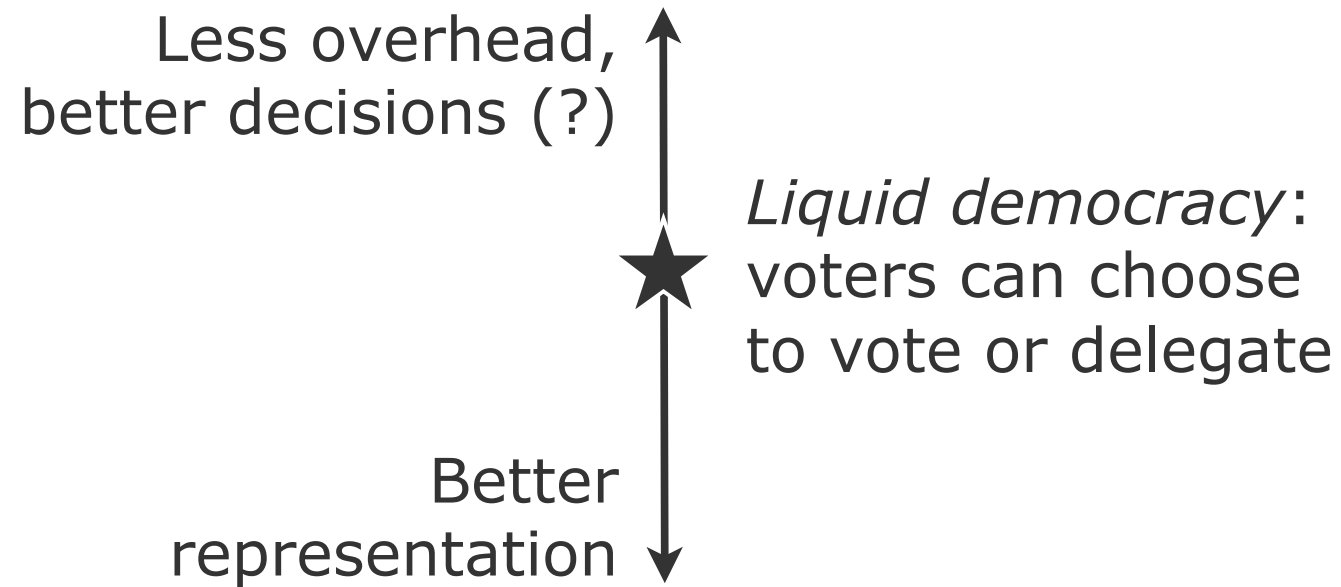 Less overhead,
better decisions (?)
Liquid democracy:
voters can choose
to vote or delegate
Better
representation